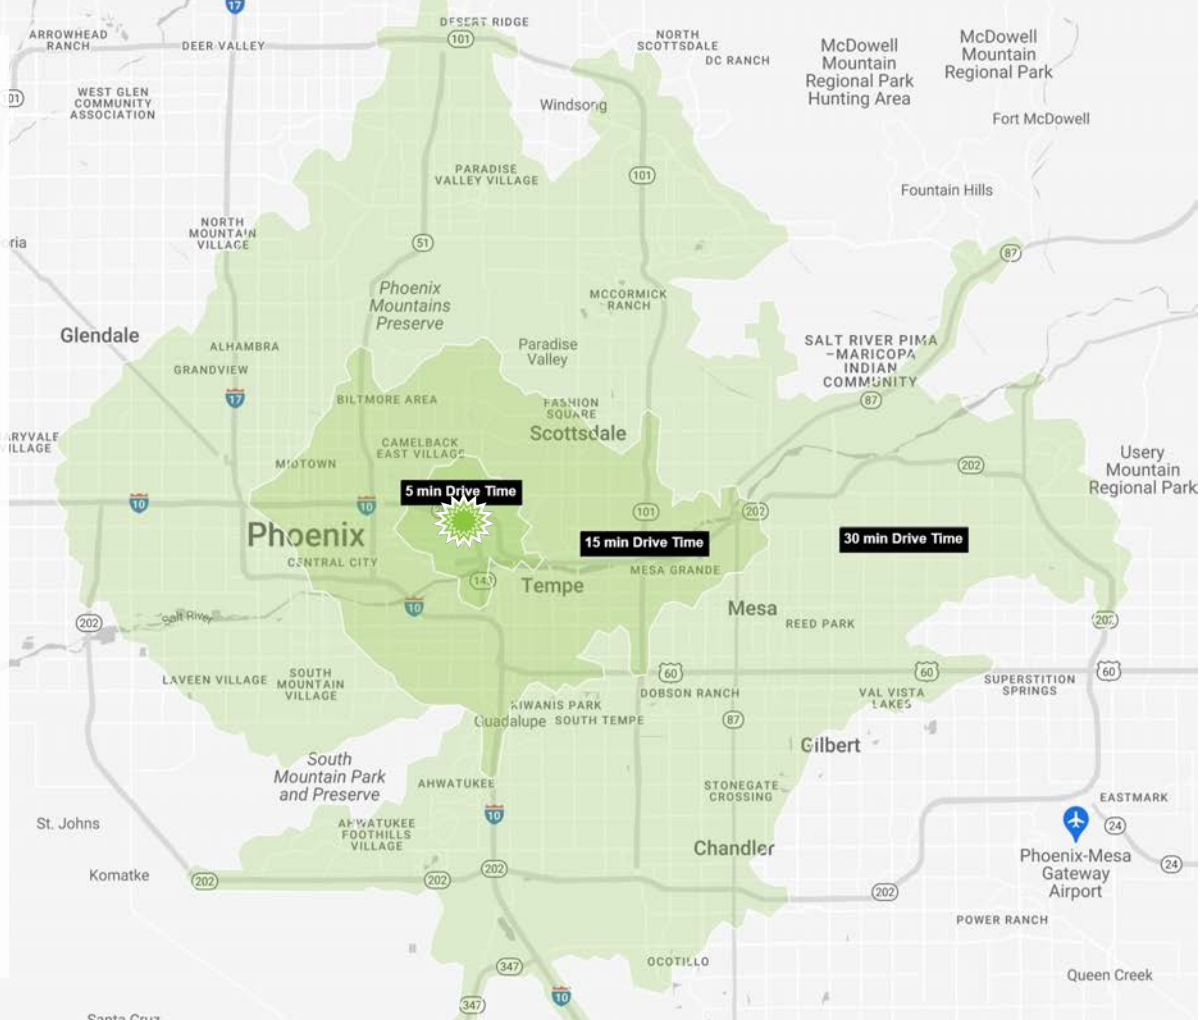 17
DESERT RIDGE
ARROWHEAD
RANCH
DEER VALLEY
101
NORTH
SCOTTSDALE
DC RANCH
McDowell
Mountain
Regional Park
Hunting Area
McDowell
Mountain
Regional Park
01
WEST GLEN
COMMUNITY
ASSOCIATION
Windsong
Fort McDowell
PARADISE
VALLEY VILLAGE
101
Fountain Hills
NORTH
MOUNTAIN
VILLAGE
ria
51
87
Phoenix
Mountains
Preserve
MCCORMICK
RANCH
Glendale
ALHAMBRA
GRANDVIEW
Paradise
Valley
SALT RIVER PIMA
–MARICOPA
INDIAN
COMMUNITY
17
BILTMORE AREA
FASHION
SQUARE
Scottsdale
87
ARYVALE
ILLAGE
CAMELBACK
EAST VILLAGE
MIDTOWN
202
Usery
Mountain
Regional Park
10
10
5 min Drive Time
101
202
Phoenix
15 min Drive Time
30 min Drive Time
CENTRAL CITY
143
Tempe
MESA GRANDE
10
Mesa
REED PARK
202
Salt River
202
LAVEEN VILLAGE
SOUTH
MOUNTAIN
VILLAGE
60
60
60
DOBSON RANCH
VAL VISTA
LAKES
SUPERSTITION
SPRINGS
KIWANIS PARK
Guadalupe
SOUTH TEMPE
87
Gilbert
South
Mountain Park
and Preserve
AHWATUKEE
STONEGATE
CROSSING
EASTMARK
10
St. Johns
AHWATUKEE
FOOTHILLS
VILLAGE
24
Chandler
Phoenix-Mesa
Gateway
Airport
24
Komatke
202
202
202
202
POWER RANCH
347
OCOTILLO
Queen Creek
10
347
Santa Cruz